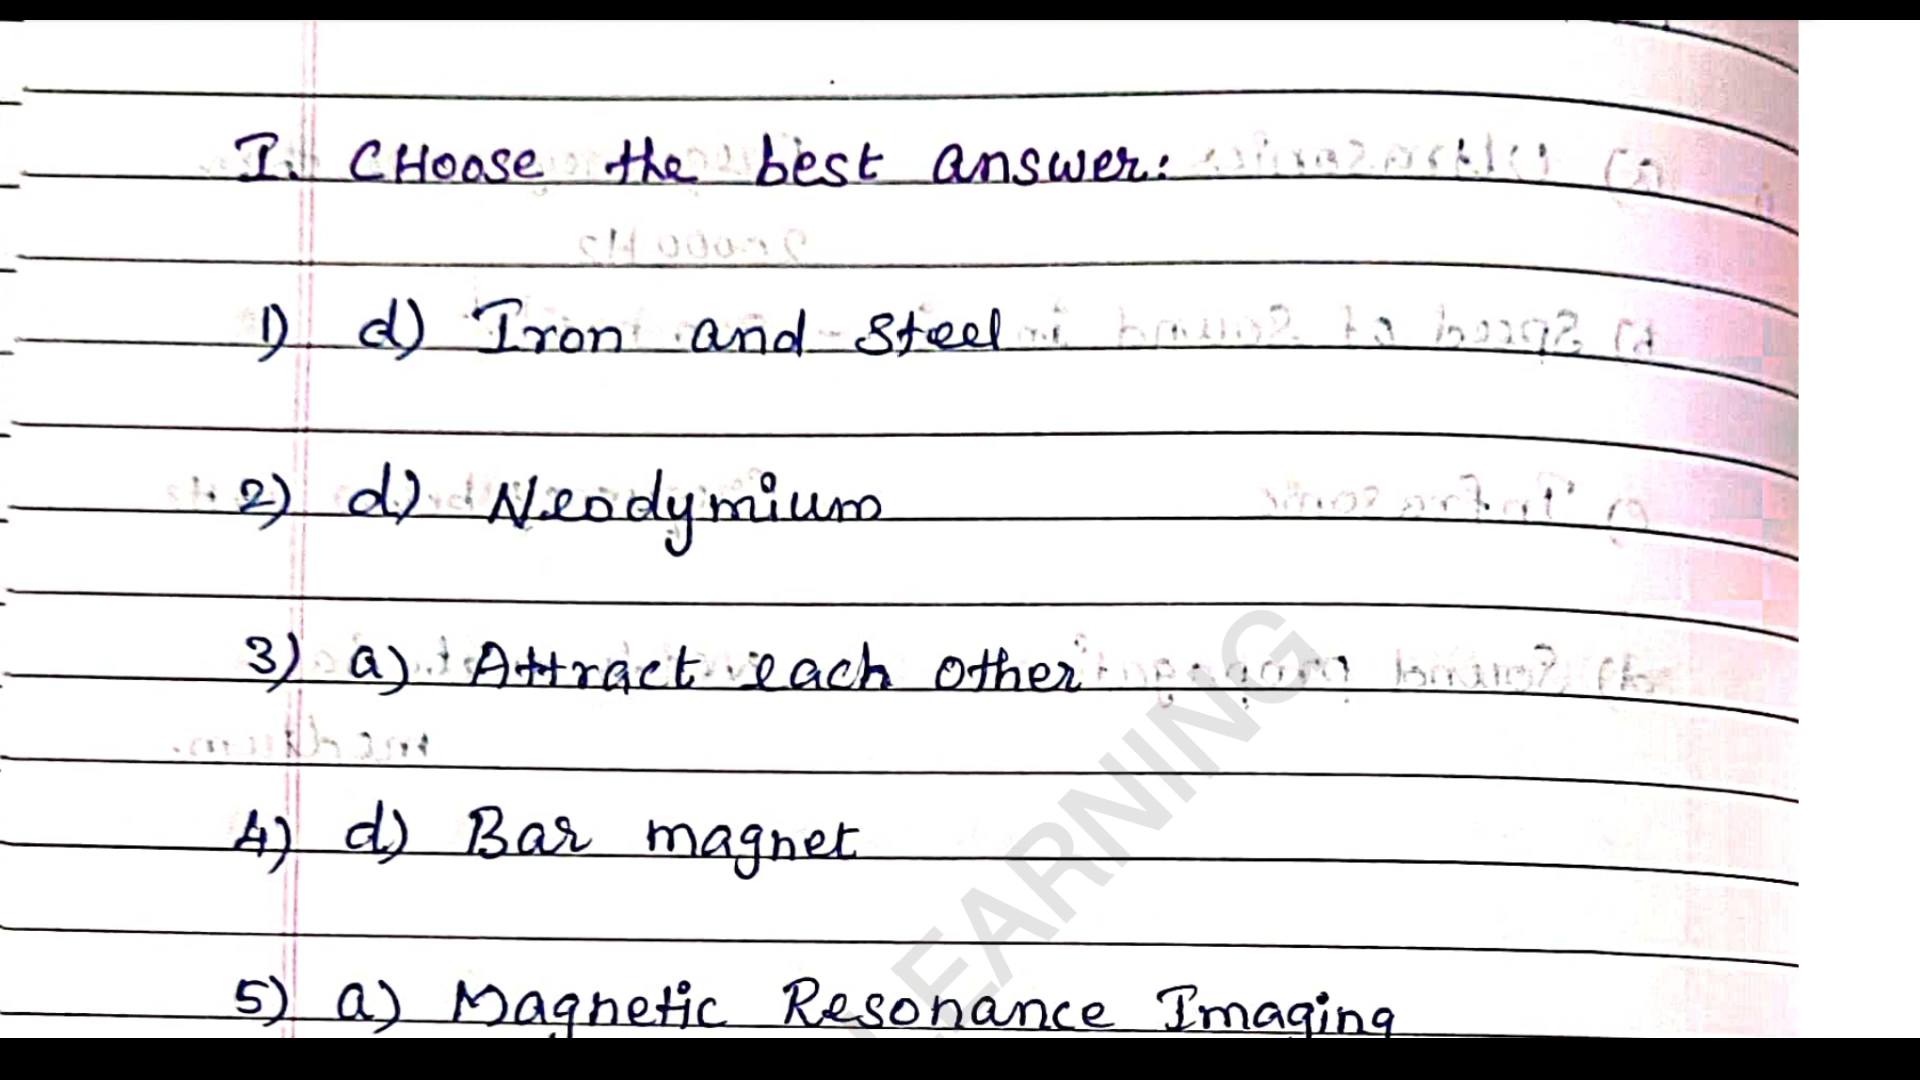 I. CHoose the best answer:
1) d) Iron and Steel
2) d) Neodymium
3) a) Attract each other
4) d) Bar magnet
5) a) Magnetic Resonance Imaging
EARNING